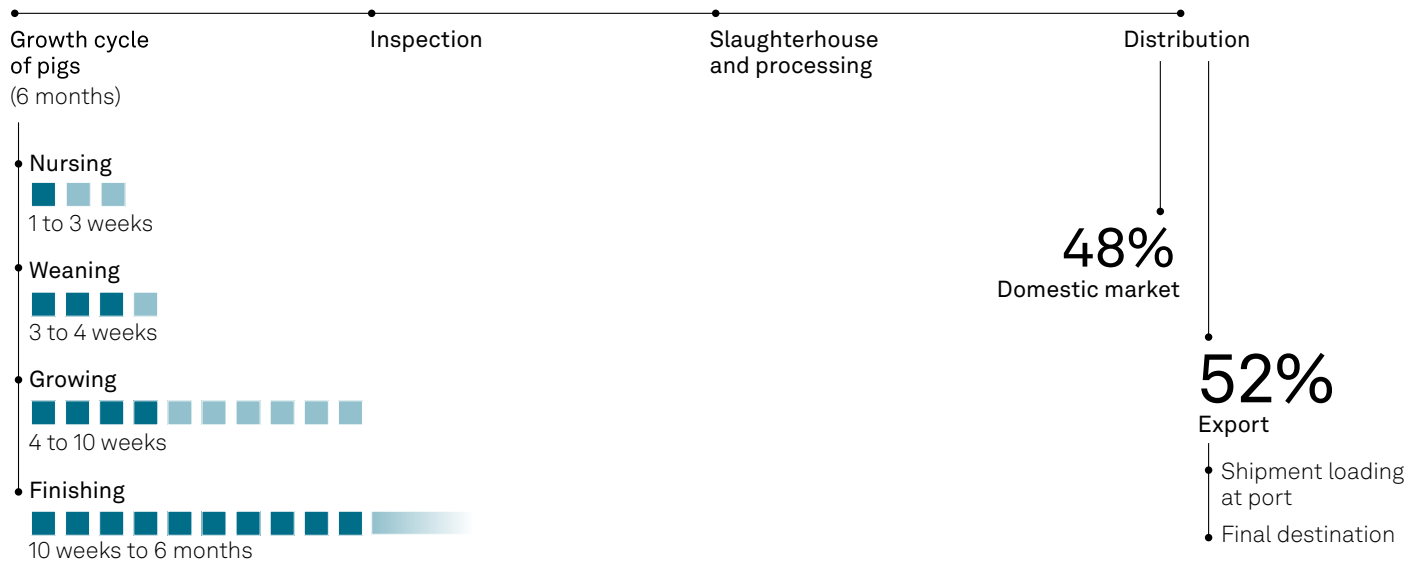 Growth cycle
of pigs
(6 months)
Inspection
Slaughterhouse
and processing
Distribution
Nursing
1 to 3 weeks
Weaning
3 to 4 weeks
Growing
4 to 10 weeks
Finishing
10 weeks to 6 months
48%
Domestic market
52%
Export
Shipment loading
at port
Final destination